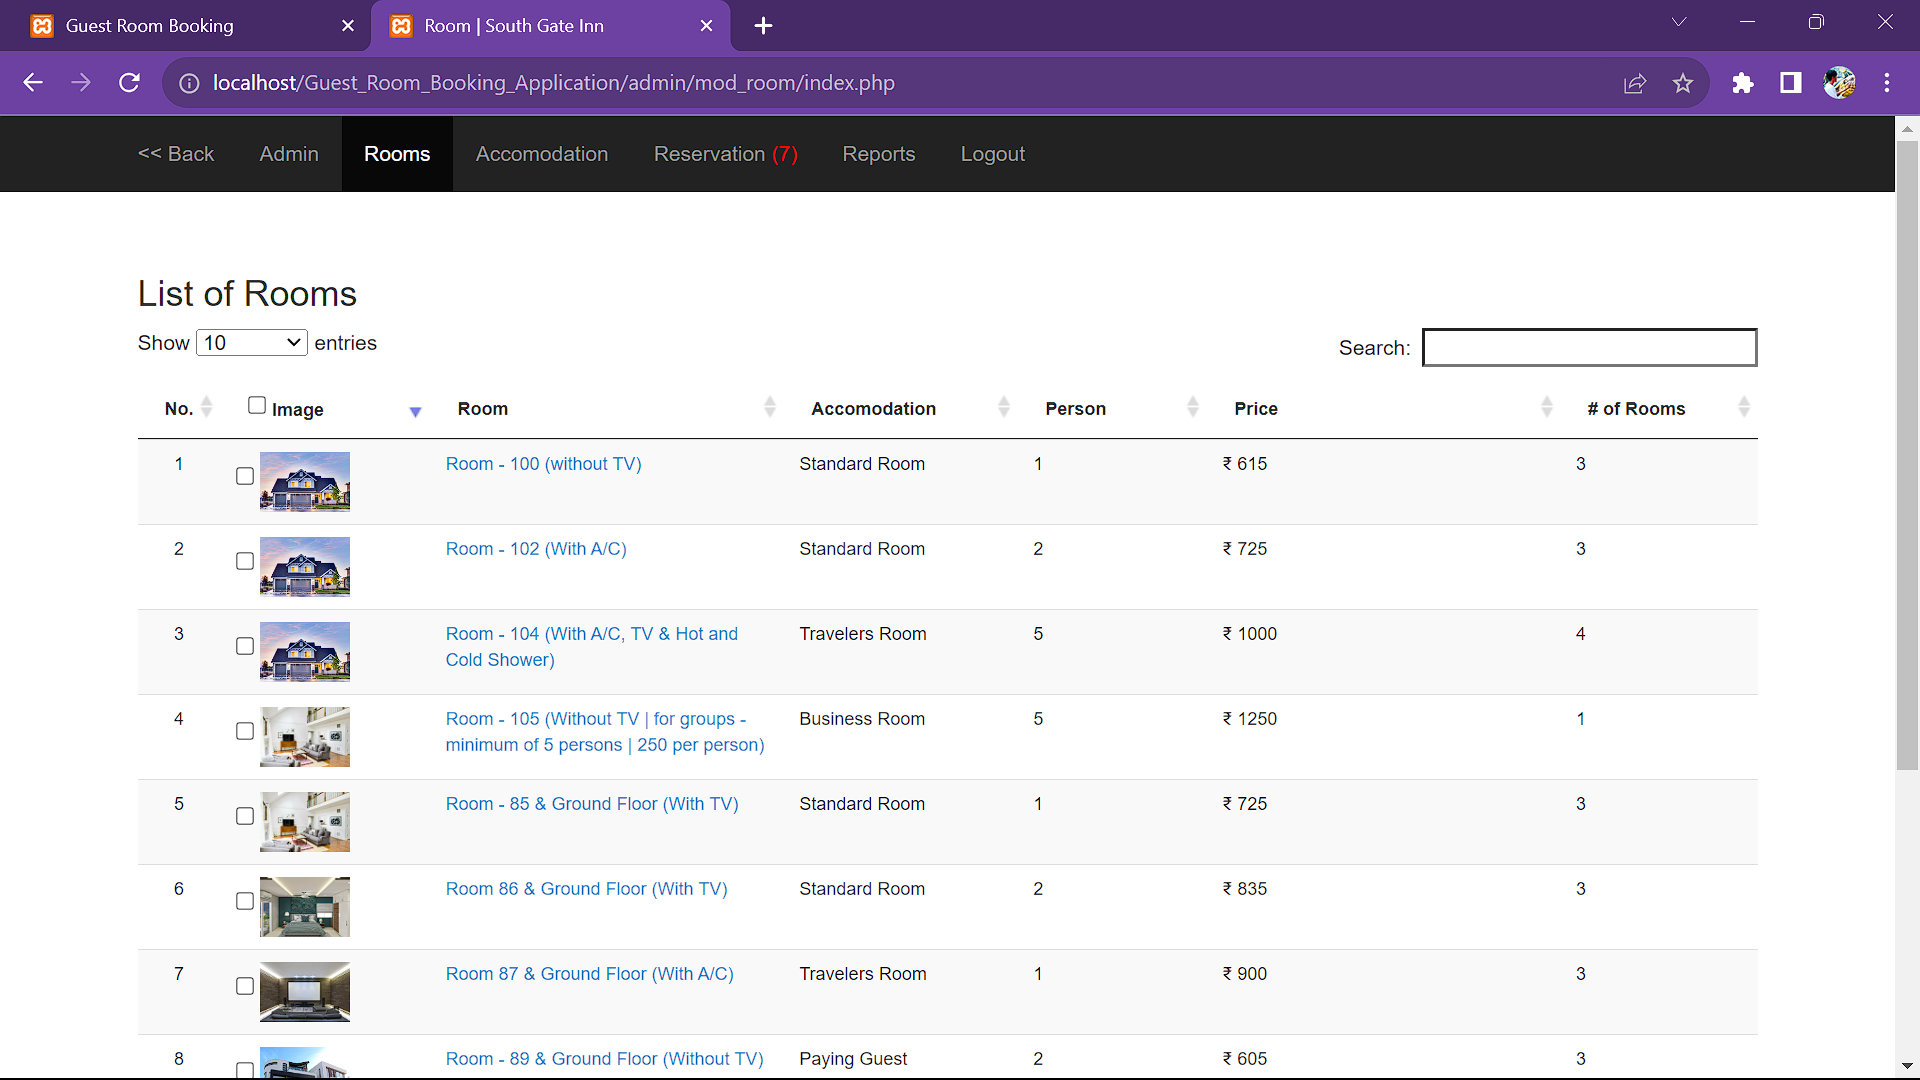 Guest Room Booking
Room | South Gate Inn
localhost/Guest_Room_Booking_Application/admin/mod_room/index.php
<< Back Admin Rooms Accomodation Reservation (7) Reports Logout
List of Rooms
Show 10 entries
Search:
No. Image Room Accomodation Person Price # of Rooms
1 Room - 100 (without TV) Standard Room 1 ₹ 615 3
2 Room - 102 (With A/C) Standard Room 2 ₹ 725 3
3 Room - 104 (With A/C, TV & Hot and Travelers Room 5 ₹ 1000 4
Cold Shower)
4 Room - 105 (Without TV | for groups - Business Room 5 ₹ 1250 1
minimum of 5 persons | 250 per person)
5 Room - 85 & Ground Floor (With TV) Standard Room 1 ₹ 725 3
6 Room 86 & Ground Floor (With TV) Standard Room 2 ₹ 835 3
7 Room 87 & Ground Floor (With A/C) Travelers Room 1 ₹ 900 3
8 Room - 89 & Ground Floor (Without TV) Paying Guest 2 ₹ 605 3